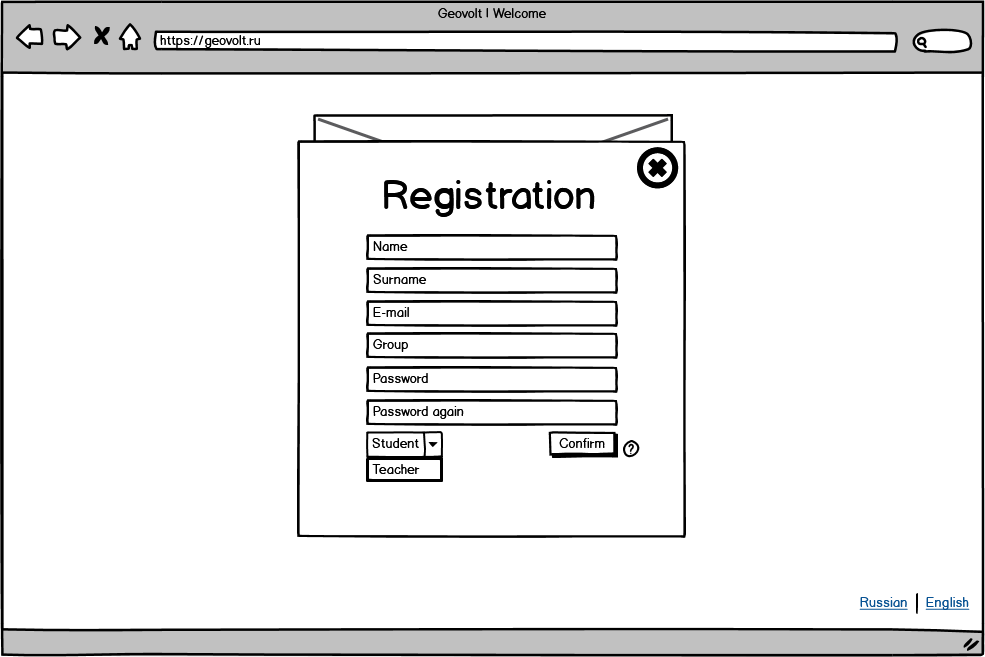 Geovolt | Welcome
https://geovolt.ru
Registration
Name
Surname
E-mail
Group
Password
Password again
Student
Confirm
?
Teacher
Russian | English